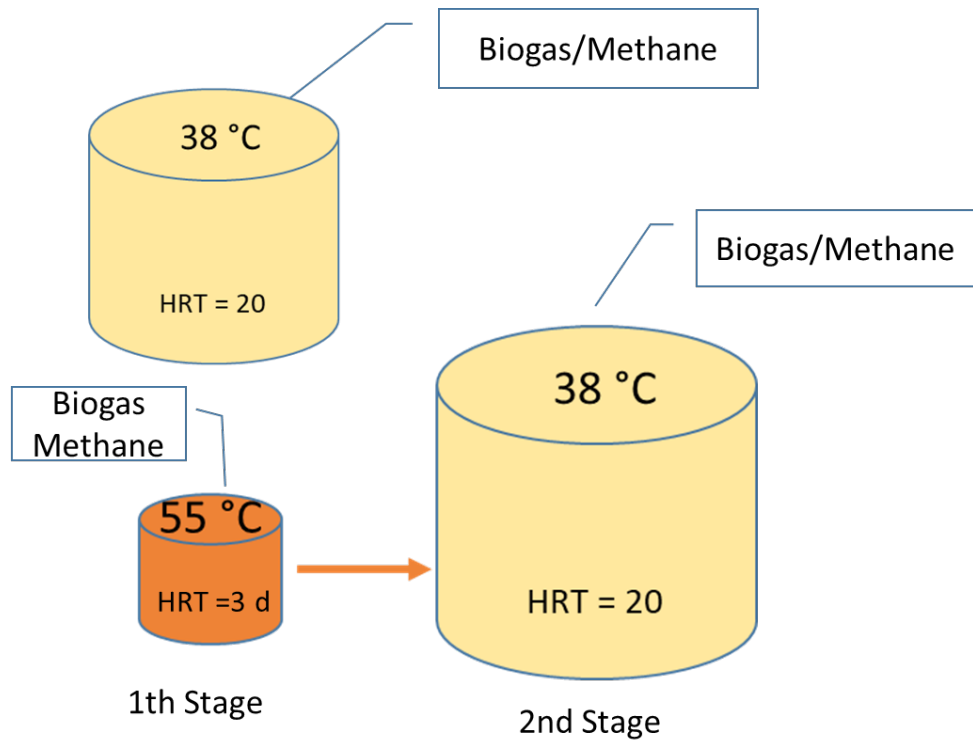 Biogas/Methane
38 °C
HRT = 20
Biogas/Methane
Biogas
Methane
55 °C
HRT =3 d
38 °C
HRT = 20
1th Stage
2nd Stage